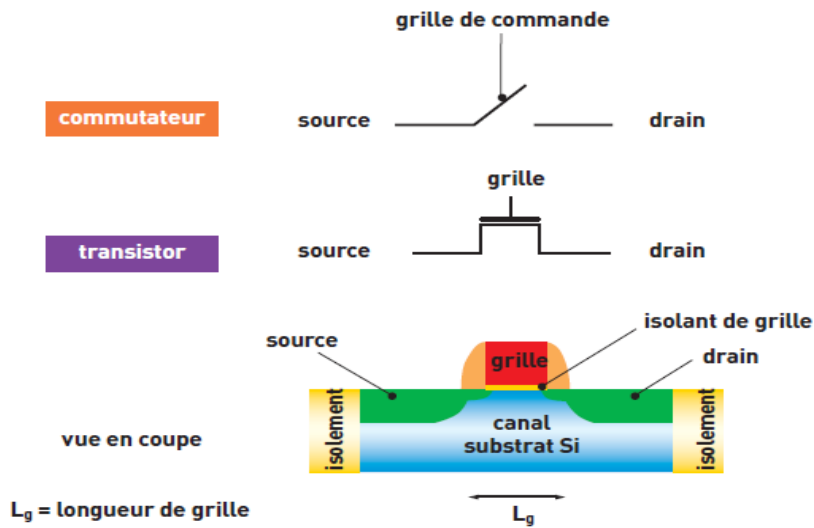 grille de commande
commutateur
source
drain
grille
transistor
source
drain
isolant de grille
source
drain
grille
isolement
canal
substrat Si
isolement
vue en coupe
Lg = longueur de grille
Lg